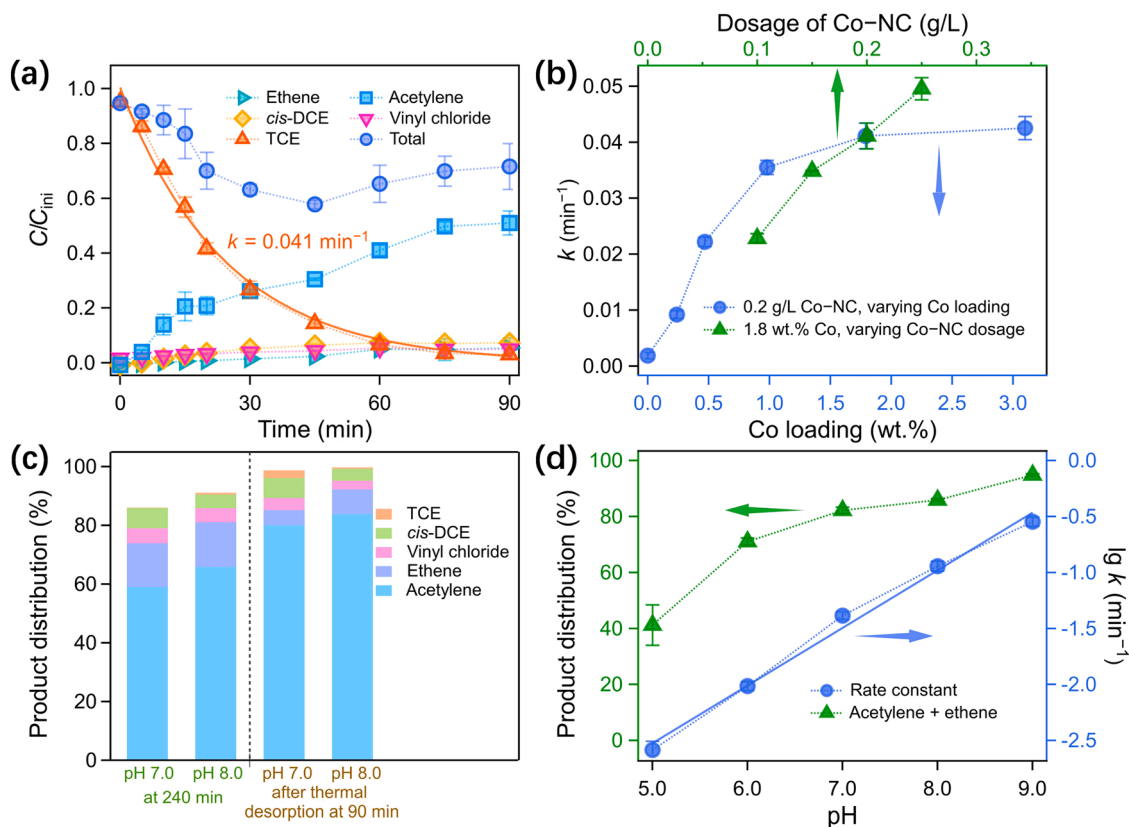 (a)
C/C_ini
1.0
0.8
0.6
0.4
0.2
0.0
Ethene
Acetylene
cis-DCE
Vinyl chloride
TCE
Total
k = 0.041 min⁻¹
0
30
60
90
Time (min)
Dosage of Co−NC (g/L)
0.0
0.1
0.2
0.3
(b)
k (min⁻¹)
0.05
0.04
0.03
0.02
0.01
0.00
0.2 g/L Co−NC, varying Co loading
1.8 wt.% Co, varying Co−NC dosage
0.0
0.5
1.0
1.5
2.0
2.5
3.0
Co loading (wt.%)
(c)
Product distribution (%)
100
80
60
40
20
0
TCE
cis-DCE
Vinyl chloride
Ethene
Acetylene
pH 7.0
pH 8.0
at 240 min
pH 7.0
pH 8.0
after thermal
desorption at 90 min
(d)
Product distribution (%)
100
80
60
40
20
0
Rate constant
Acetylene + ethene
0.0
-0.5
-1.0
-1.5
-2.0
-2.5
lg k (min⁻¹)
5.0
6.0
7.0
8.0
9.0
pH